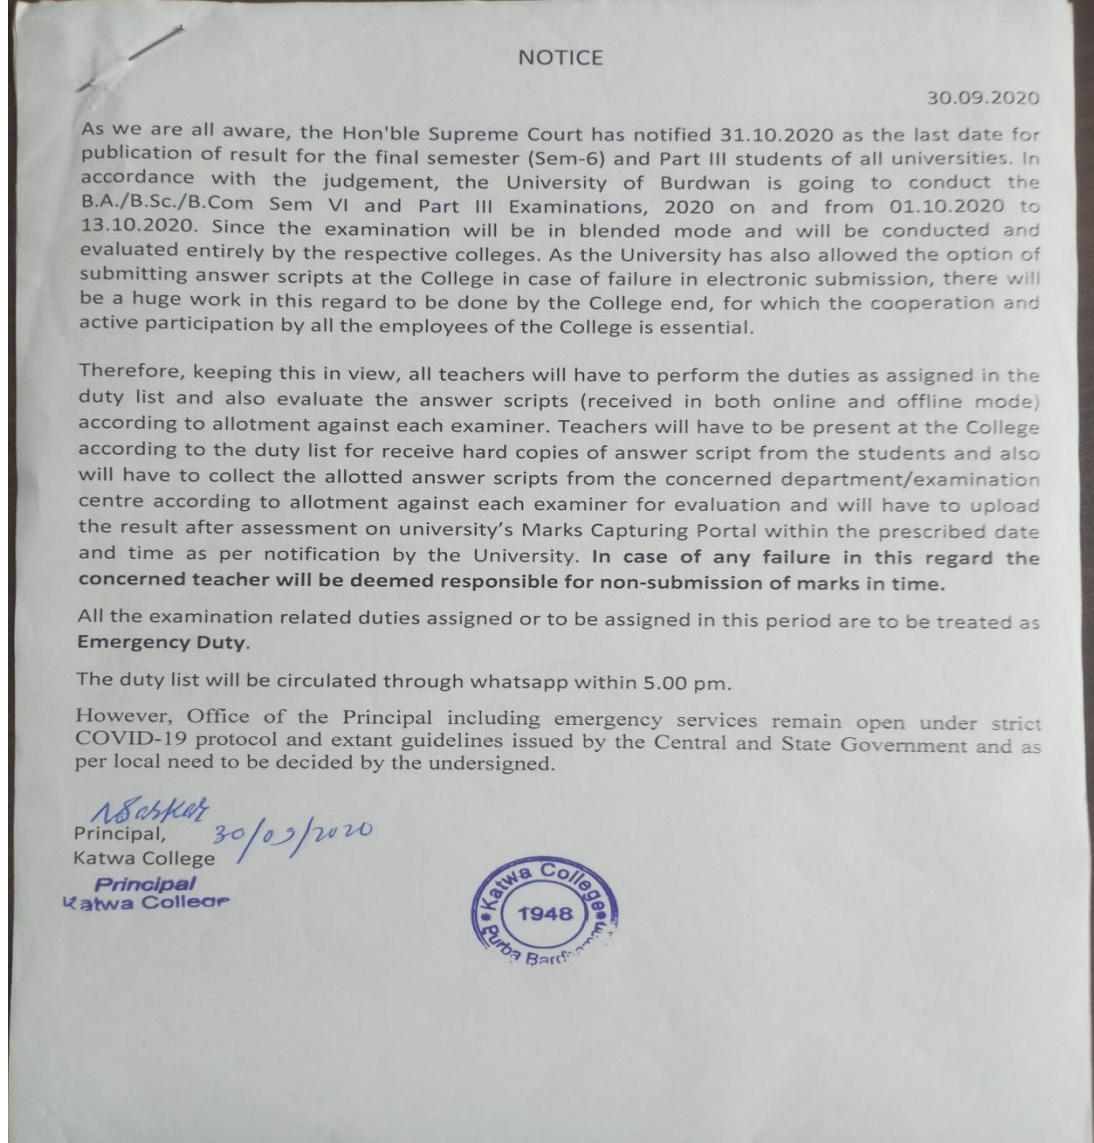 NOTICE
30.09.2020
As we are all aware, the Hon'ble Supreme Court has notified 31.10.2020 as the last date for
publication of result for the final semester (Sem-6) and Part III students of all universities. In
accordance with the judgement, the University of Burdwan is going to conduct the
B.A./B.Sc./B.Com Sem VI and Part III Examinations, 2020 on and from 01.10.2020 to
13.10.2020. Since the examination will be in blended mode and will be conducted and
evaluated entirely by the respective colleges. As the University has also allowed the option of
submitting answer scripts at the College in case of failure in electronic submission, there will
be a huge work in this regard to be done by the College end, for which the cooperation and
active participation by all the employees of the College is essential.
Therefore, keeping this in view, all teachers will have to perform the duties as assigned in the
duty list and also evaluate the answer scripts (received in both online and offline mode)
according to allotment against each examiner. Teachers will have to be present at the College
according to the duty list for receive hard copies of answer script from the students and also
will have to collect the allotted answer scripts from the concerned department/examination
centre according to allotment against each examiner for evaluation and will have to upload
the result after assessment on university's Marks Capturing Portal within the prescribed date
and time as per notification by the University. In case of any failure in this regard the
concerned teacher will be deemed responsible for non-submission of marks in time.
All the examination related duties assigned or to be assigned in this period are to be treated as
Emergency Duty.
The duty list will be circulated through whatsapp within 5.00 pm.
However, Office of the Principal including emergency services remain open under strict
COVID-19 protocol and extant guidelines issued by the Central and State Government and as
per local need to be decided by the undersigned.
Principal,
30/09/2020
Katwa College
Principal
Katwa College
Katwa College
1948
Purba